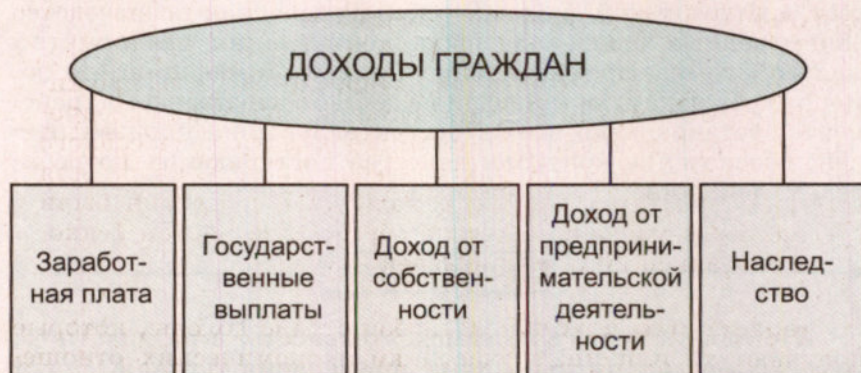 ДОХОДЫ ГРАЖДАН
Заработ-
ная плата
Государст-
венные
выплаты
Доход от
собствен-
ности
Доход от
предприни-
мательской
деятель-
ности
Наслед-
ство